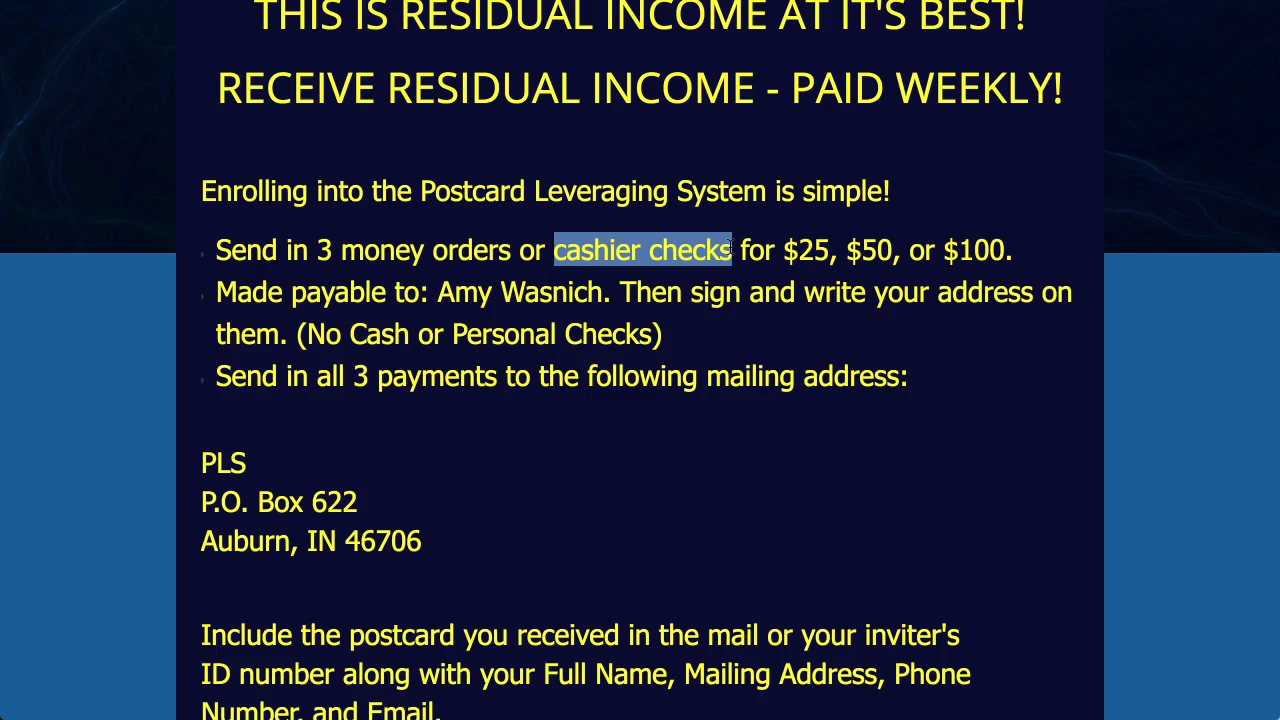 THIS IS RESIDUAL INCOME AT IT'S BEST!
RECEIVE RESIDUAL INCOME - PAID WEEKLY!
Enrolling into the Postcard Leveraging System is simple!
Send in 3 money orders or cashier checks for $25, $50, or $100.
Made payable to: Amy Wasnich. Then sign and write your address on
them. (No Cash or Personal Checks)
Send in all 3 payments to the following mailing address:
PLS
P.O. Box 622
Auburn, IN 46706
Include the postcard you received in the mail or your inviter's
ID number along with your Full Name, Mailing Address, Phone
Number, and Email.